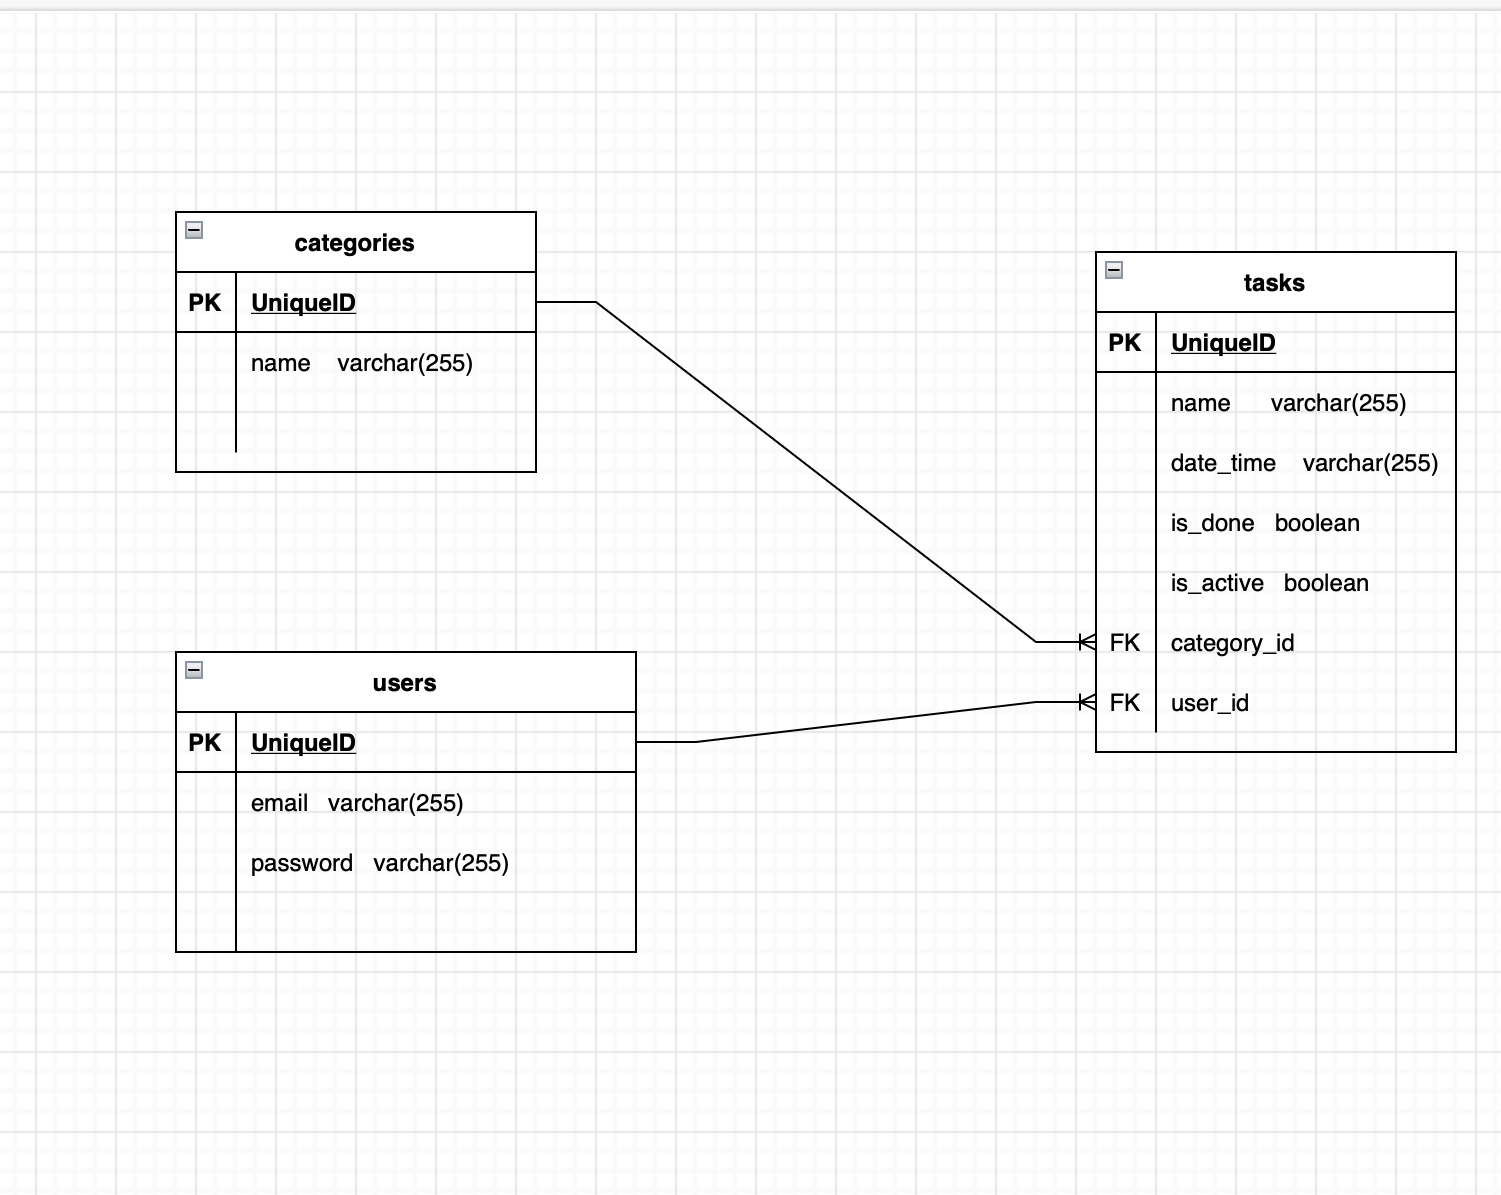 categories
PK UniqueID
name varchar(255)
tasks
PK UniqueID
name varchar(255)
date_time varchar(255)
is_done boolean
is_active boolean
FK category_id
FK user_id
users
PK UniqueID
email varchar(255)
password varchar(255)